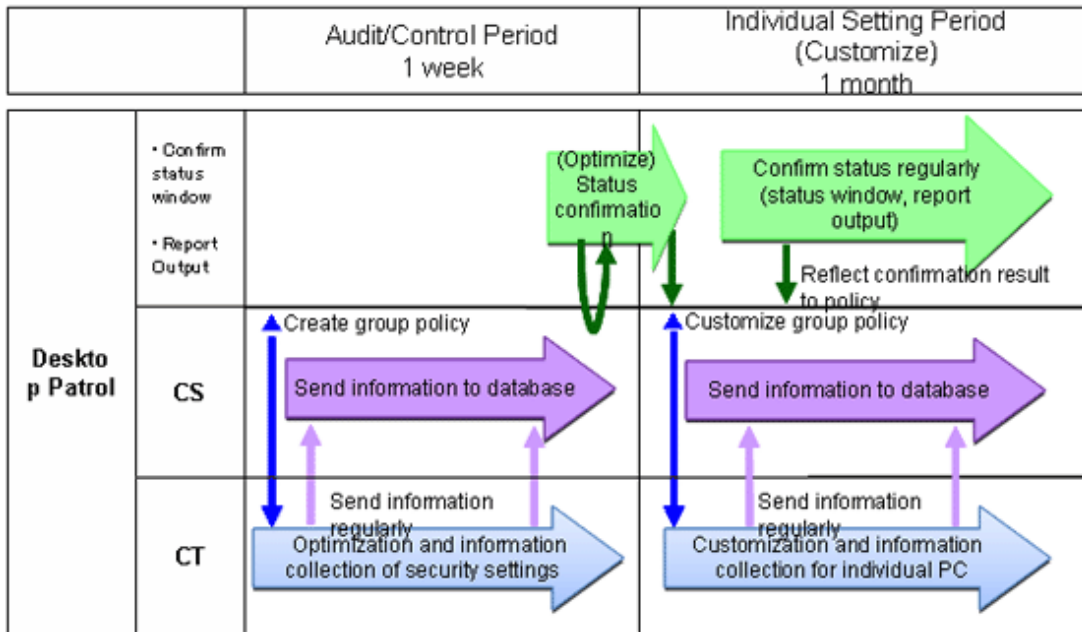 Audit/Control Period
1 week
Individual Setting Period
(Customize)
1 month
Deskto
p Patrol
• Confirm
status
window
• Report
Output
(Optimize)
Status
confirmatio
n
Confirm status regularly
(status window, report
output)
Reflect confirmation result
to policy
CS
Create group policy
Send information to database
Customize group policy
Send information to database
CT
Send information
regularly
Optimization and information
collection of security settings
Send information
regularly
Customization and information
collection for individual PC